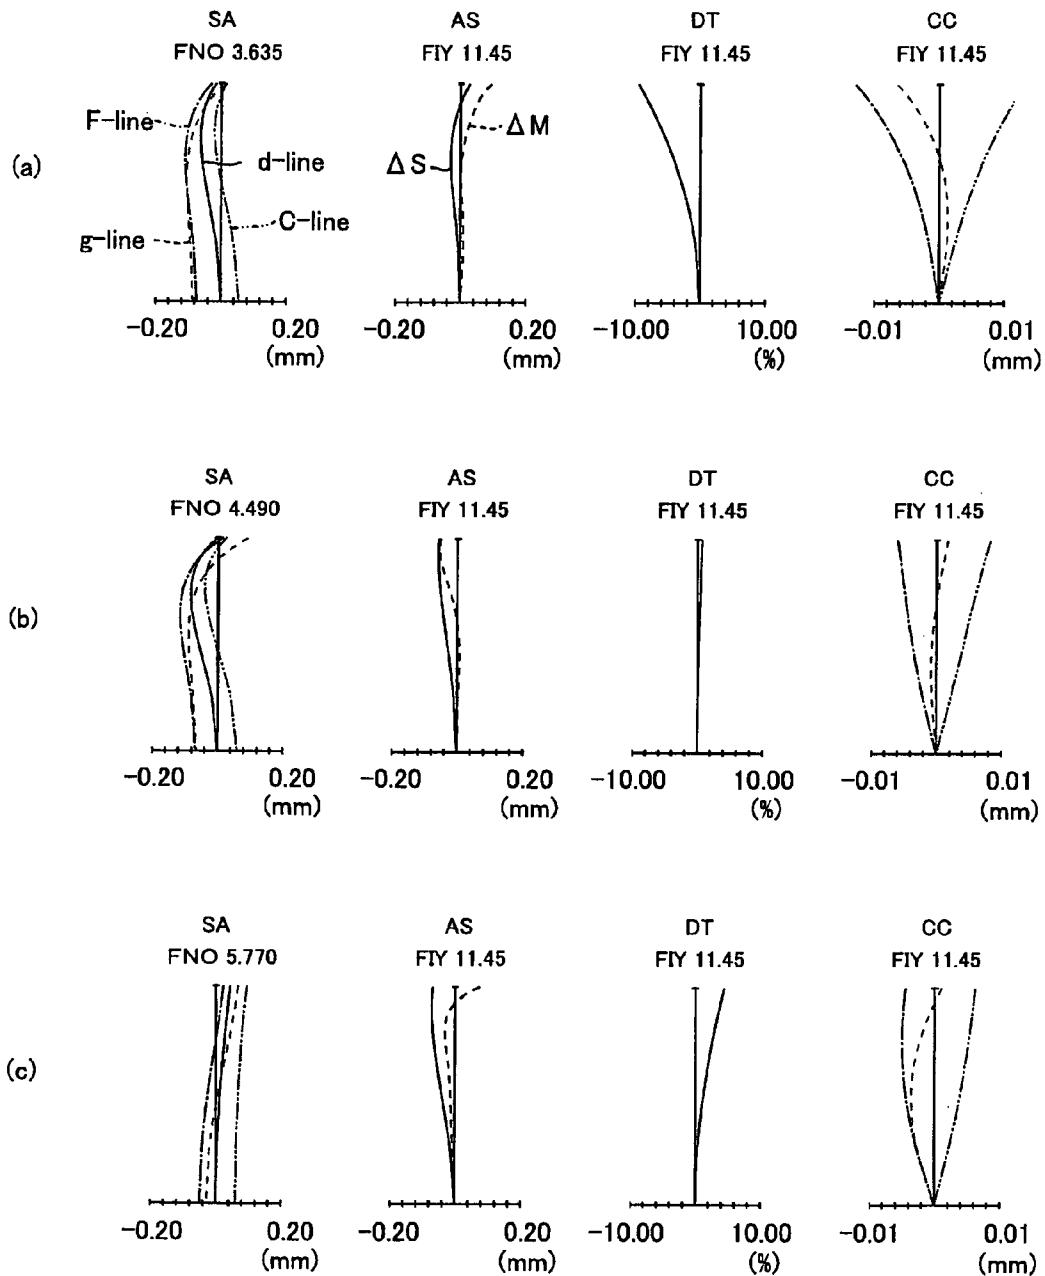 SA AS DT CC
FNO 3.635 FIY 11.45 FIY 11.45 FIY 11.45
F-line
ΔM
(a)
d-line
ΔS
C-line
g-line
-0.20 0.20 -0.20 0.20 -10.00 10.00 -0.01 0.01
(mm) (mm) (%) (mm)
SA AS DT CC
FNO 4.490 FIY 11.45 FIY 11.45 FIY 11.45
(b)
-0.20 0.20 -0.20 0.20 -10.00 10.00 -0.01 0.01
(mm) (mm) (%) (mm)
SA AS DT CC
FNO 5.770 FIY 11.45 FIY 11.45 FIY 11.45
(c)
-0.20 0.20 -0.20 0.20 -10.00 10.00 -0.01 0.01
(mm) (mm) (%) (mm)